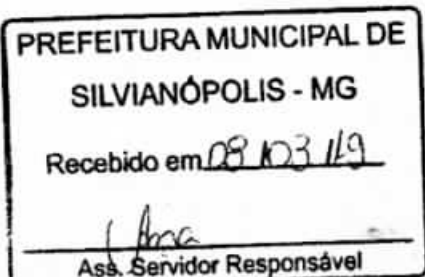 PREFEITURA MUNICIPAL DE
SILVIANÓPOLIS - MG
Recebido em 08/03/19
Ass. Servidor Responsável